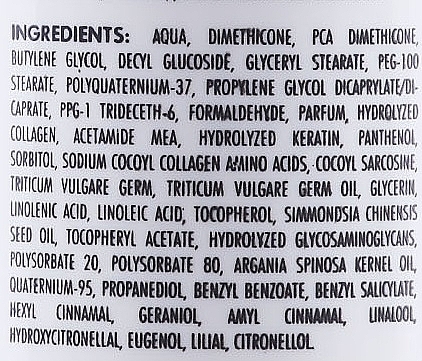 INGREDIENTS: AQUA, DIMETHICONE, PCA DIMETHICONE,
BUTYLENE GLYCOL, DECYL GLUCOSIDE, GLYCERYL STEARATE, PEG-100
STEARATE, POLYQUATERNIUM-37, PROPYLENE GLYCOL DICAPRYLATE/DI-
CAPRATE, PPG-1 TRIDECETH-6, FORMALDEHYDE, PARFUM, HYDROLYZED
COLLAGEN, ACETAMIDE MEA, HYDROLYZED KERATIN, PANTHENOL,
SORBITOL, SODIUM COCOYL COLLAGEN AMINO ACIDS, COCOYL SARCOSINE,
TRITICUM VULGARE GERM, TRITICUM VULGARE GERM OIL, GLYCERIN,
LINOLENIC ACID, LINOLEIC ACID, TOCOPHEROL, SIMMONDSIA CHINENSIS
SEED OIL, TOCOPHERYL ACETATE, HYDROLYZED GLYCOSAMINOGLYCANS,
POLYSORBATE 20, POLYSORBATE 80, ARGANIA SPINOSA KERNEL OIL,
QUATERNIUM-95, PROPANEDIOL, BENZYL BENZOATE, BENZYL SALICYLATE,
HEXYL CINNAMAL, GERANIOL, AMYL CINNAMAL, LINALOOL,
HYDROXYCITRONELLAL, EUGENOL, LILIAL, CITRONELLOL.